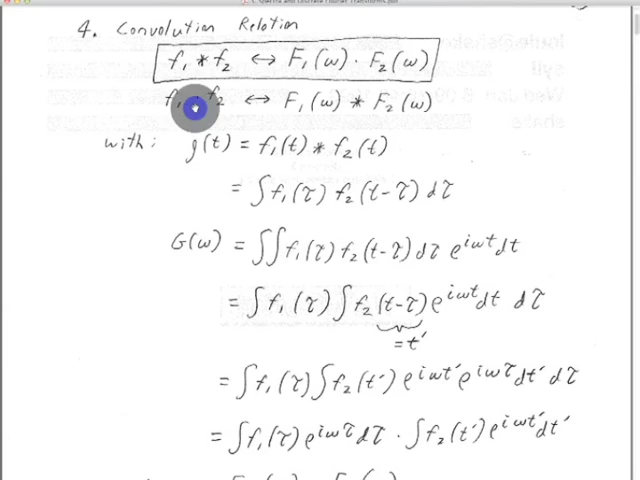 4. Convolution Relation
f₁ * f₂ ↔ F₁(ω) · F₂(ω)
f₁ · f₂ ↔ F₁(ω) * F₂(ω)
with: g(t) = f₁(t) * f₂(t)
= ∫ f₁(τ) f₂(t-τ) dτ
G(ω) = ∫∫ f₁(τ) f₂(t-τ) dτ e^{iωt} dt
= ∫ f₁(τ) ∫ f₂(t-τ) e^{iωt} dt dτ
= t'
= ∫ f₁(τ) ∫ f₂(t') e^{iωt'} e^{iωτ} dt' dτ
= ∫ f₁(τ) e^{iωτ} dτ · ∫ f₂(t') e^{iωt'} dt'